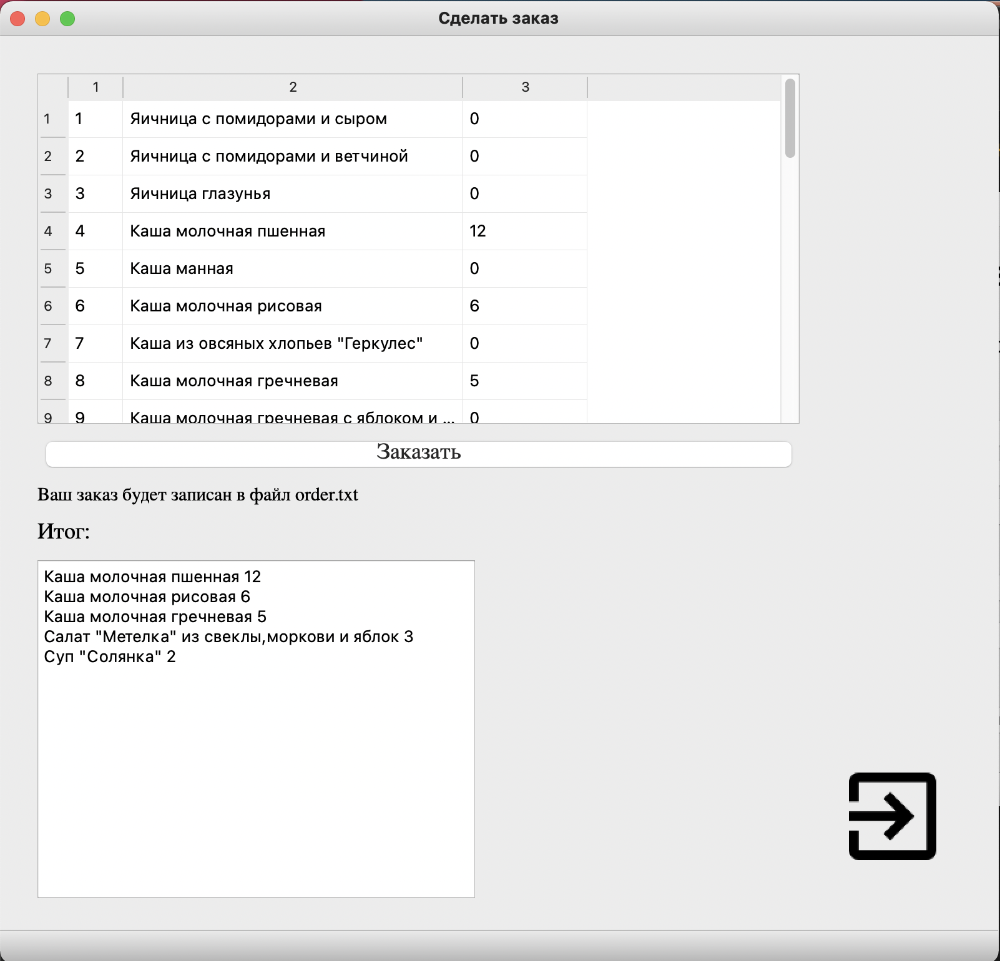 Сделать заказ
1 2 3
1 1 Яичница с помидорами и сыром 0
2 2 Яичница с помидорами и ветчиной 0
3 3 Яичница глазунья 0
4 4 Каша молочная пшенная 12
5 5 Каша манная 0
6 6 Каша молочная рисовая 6
7 7 Каша из овсяных хлопьев "Геркулес" 0
8 8 Каша молочная гречневая 5
9 9 Каша молочная гречневая с яблоком и ... 0
Заказать
Ваш заказ будет записан в файл order.txt
Итог:
Каша молочная пшенная 12
Каша молочная рисовая 6
Каша молочная гречневая 5
Салат "Метелка" из свеклы,моркови и яблок 3
Суп "Солянка" 2